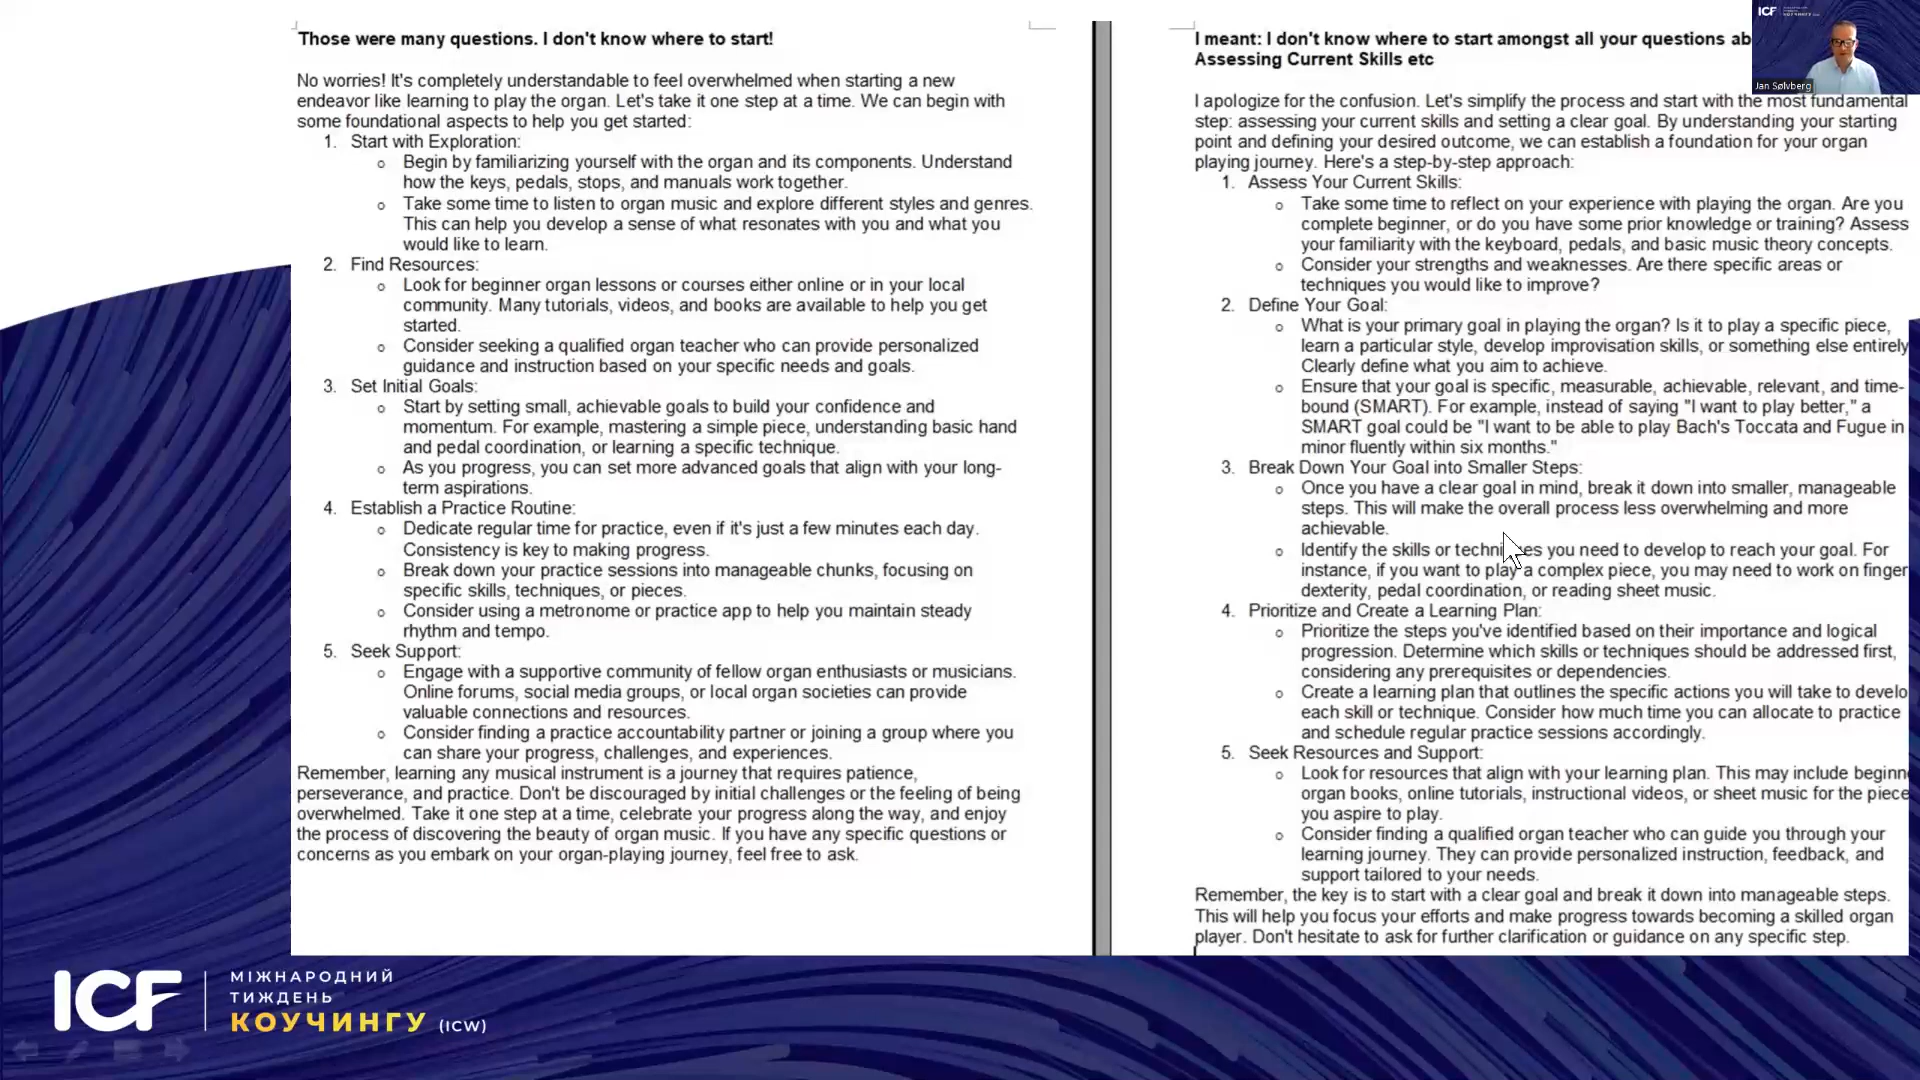 Those were many questions. I don't know where to start!
No worries! It's completely understandable to feel overwhelmed when starting a new
endeavor like learning to play the organ. Let's take it one step at a time. We can begin with
some foundational aspects to help you get started:
1. Start with Exploration:
o Begin by familiarizing yourself with the organ and its components. Understand
how the keys, pedals, stops, and manuals work together.
o Take some time to listen to organ music and explore different styles and genres.
This can help you develop a sense of what resonates with you and what you
would like to learn.
2. Find Resources:
o Look for beginner organ lessons or courses either online or in your local
community. Many tutorials, videos, and books are available to help you get
started.
o Consider seeking a qualified organ teacher who can provide personalized
guidance and instruction based on your specific needs and goals.
3. Set Initial Goals:
o Start by setting small, achievable goals to build your confidence and
momentum. For example, mastering a simple piece, understanding basic hand
and pedal coordination, or learning a specific technique.
o As you progress, you can set more advanced goals that align with your long-
term aspirations.
4. Establish a Practice Routine:
o Dedicate regular time for practice, even if it's just a few minutes each day.
Consistency is key to making progress.
o Break down your practice sessions into manageable chunks, focusing on
specific skills, techniques, or pieces.
o Consider using a metronome or practice app to help you maintain steady
rhythm and tempo.
5. Seek Support:
o Engage with a supportive community of fellow organ enthusiasts or musicians.
Online forums, social media groups, or local organ societies can provide
valuable connections and resources.
o Consider finding a practice accountability partner or joining a group where you
can share your progress, challenges, and experiences.
Remember, learning any musical instrument is a journey that requires patience,
perseverance, and practice. Don't be discouraged by initial challenges or the feeling of being
overwhelmed. Take it one step at a time, celebrate your progress along the way, and enjoy
the process of discovering the beauty of organ music. If you have any specific questions or
concerns as you embark on your organ-playing journey, feel free to ask.
I meant: I don't know where to start amongst all your questions ab
Assessing Current Skills etc
I apologize for the confusion. Let's simplify the process and start with the most fundamental
step: assessing your current skills and setting a clear goal. By understanding your starting
point and defining your desired outcome, we can establish a foundation for your organ
playing journey. Here's a step-by-step approach:
1. Assess Your Current Skills:
o Take some time to reflect on your experience with playing the organ. Are you
complete beginner, or do you have some prior knowledge or training? Assess
your familiarity with the keyboard, pedals, and basic music theory concepts.
o Consider your strengths and weaknesses. Are there specific areas or
techniques you would like to improve?
2. Define Your Goal:
o What is your primary goal in playing the organ? Is it to play a specific piece,
learn a particular style, develop improvisation skills, or something else entirely
Clearly define what you aim to achieve.
o Ensure that your goal is specific, measurable, achievable, relevant, and time-
bound (SMART). For example, instead of saying "I want to play better," a
SMART goal could be "I want to be able to play Bach's Toccata and Fugue in
minor fluently within six months."
3. Break Down Your Goal into Smaller Steps:
o Once you have a clear goal in mind, break it down into smaller, manageable
steps. This will make the overall process less overwhelming and more
achievable.
o Identify the skills or techniques you need to develop to reach your goal. For
instance, if you want to play a complex piece, you may need to work on finger
dexterity, pedal coordination, or reading sheet music.
4. Prioritize and Create a Learning Plan:
o Prioritize the steps you've identified based on their importance and logical
progression. Determine which skills or techniques should be addressed first,
considering any prerequisites or dependencies.
o Create a learning plan that outlines the specific actions you will take to develo
each skill or technique. Consider how much time you can allocate to practice
and schedule regular practice sessions accordingly.
5. Seek Resources and Support:
o Look for resources that align with your learning plan. This may include beginn
organ books, online tutorials, instructional videos, or sheet music for the piece
you aspire to play.
o Consider finding a qualified organ teacher who can guide you through your
learning journey. They can provide personalized instruction, feedback, and
support tailored to your needs.
Remember, the key is to start with a clear goal and break it down into manageable steps.
This will help you focus your efforts and make progress towards becoming a skilled organ
player. Don't hesitate to ask for further clarification or guidance on any specific step.
ICF
Jan Sølvberg
ICF
МІЖНАРОДНИЙ
ТИЖДЕНЬ
КОУЧИНГУ (ICW)